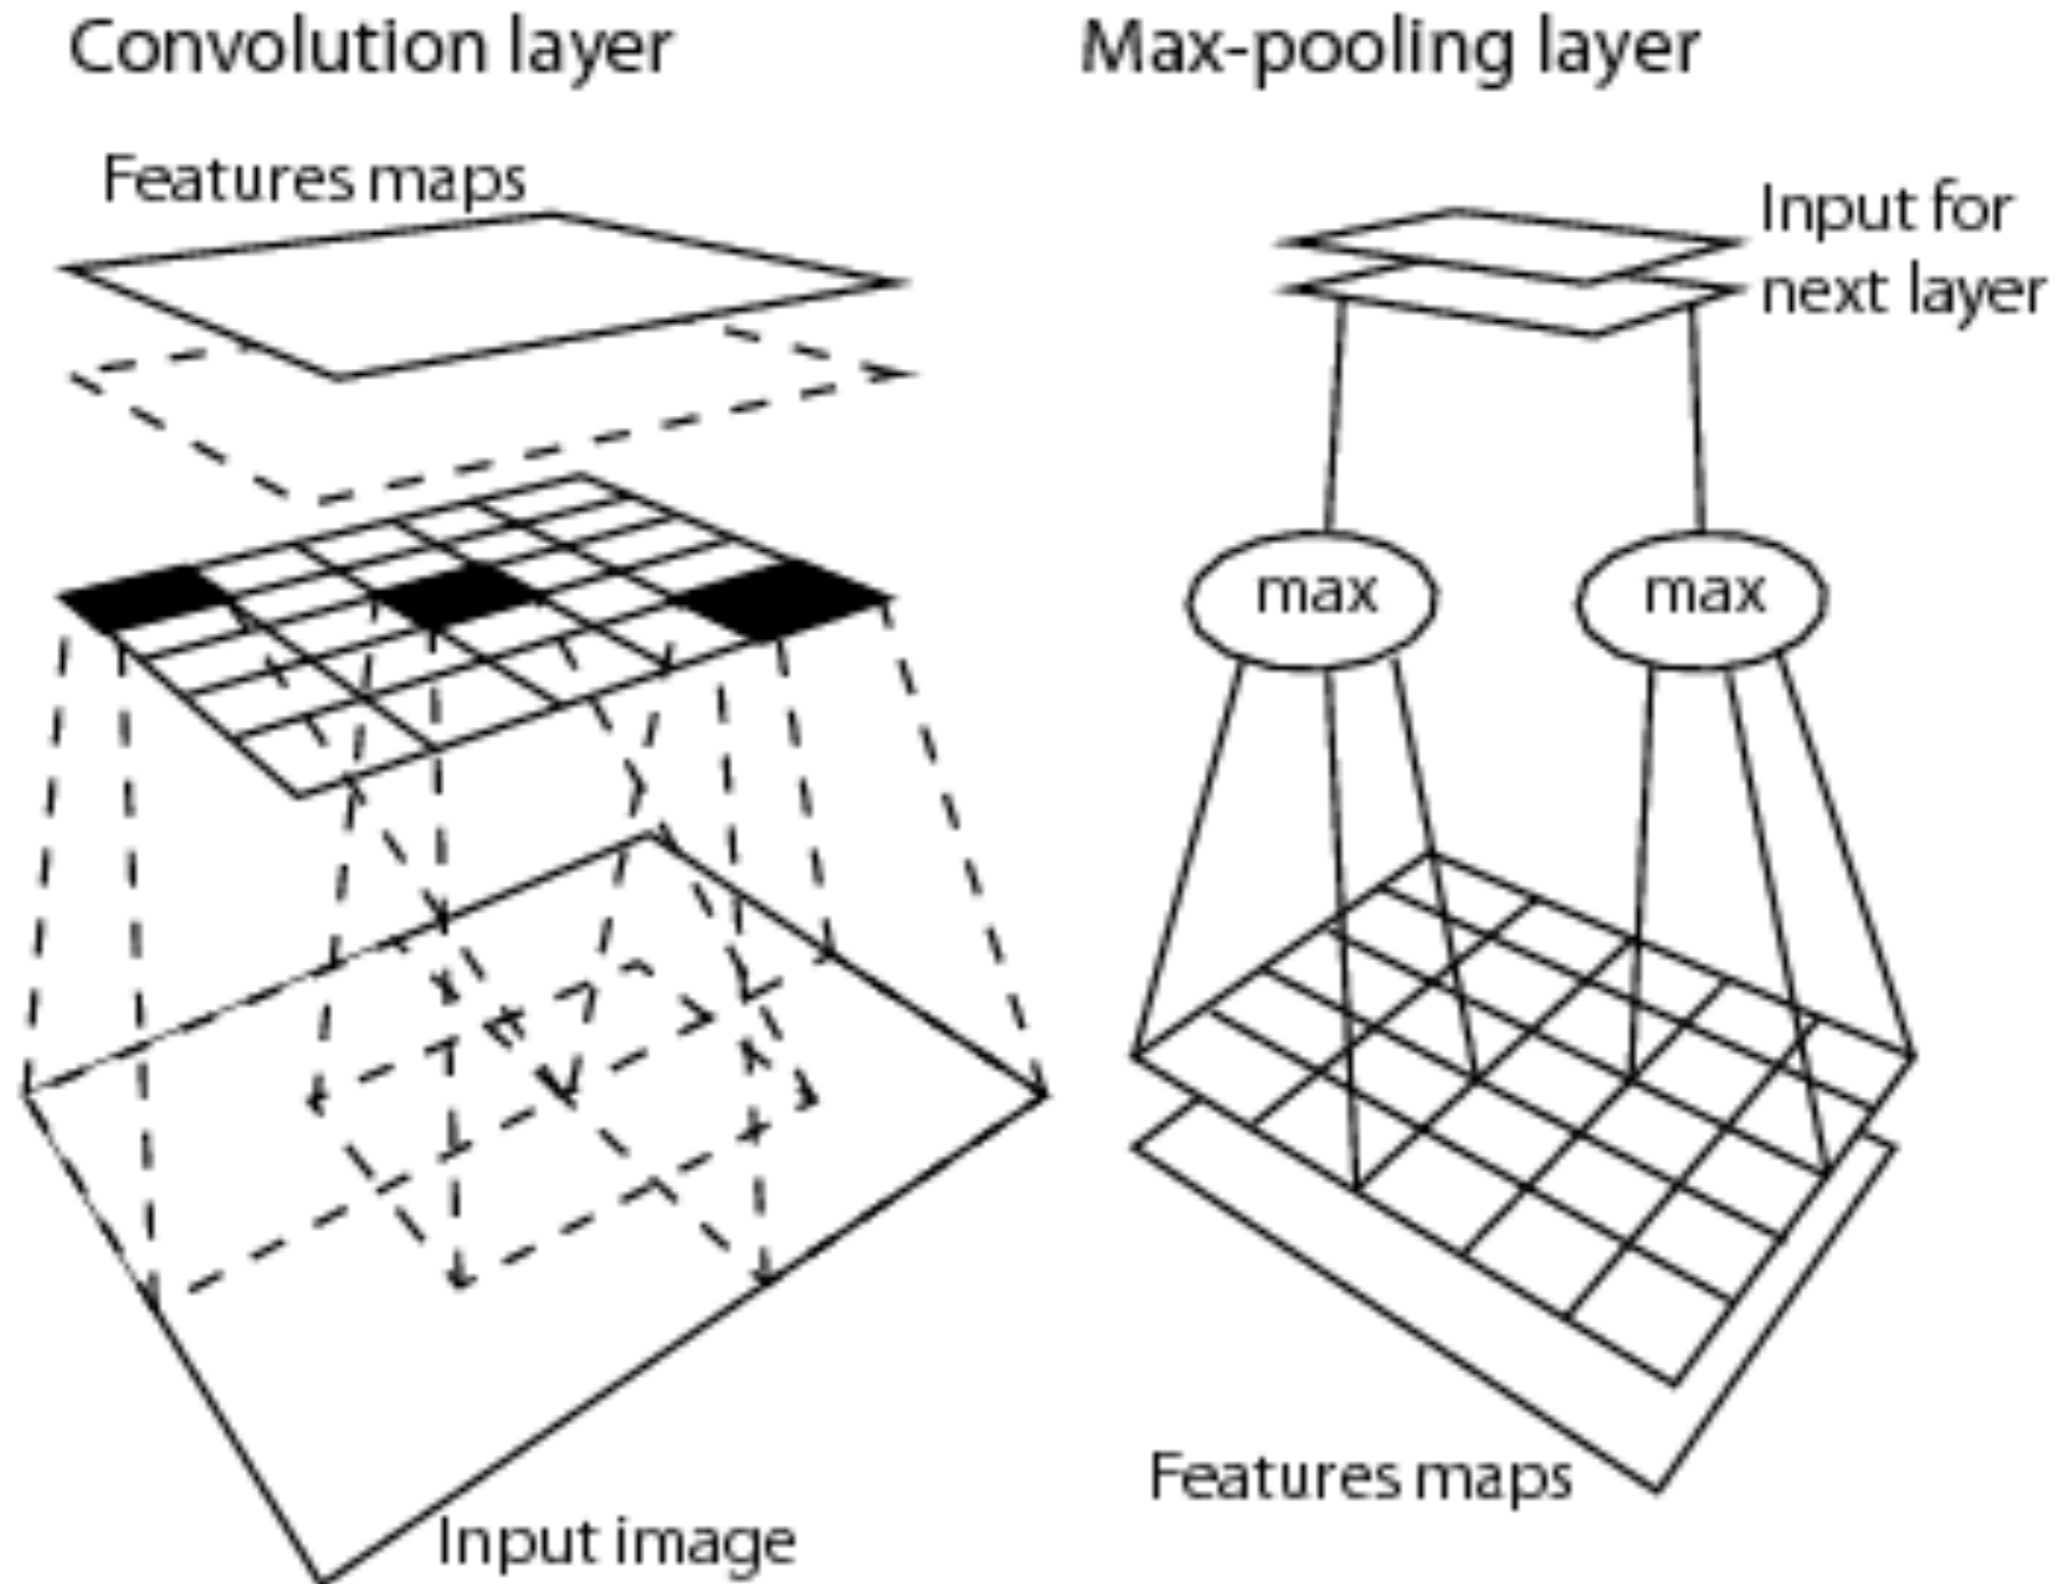 Convolution layer
Max-pooling layer
Features maps
Input for
next layer
max
max
Features maps
Input image